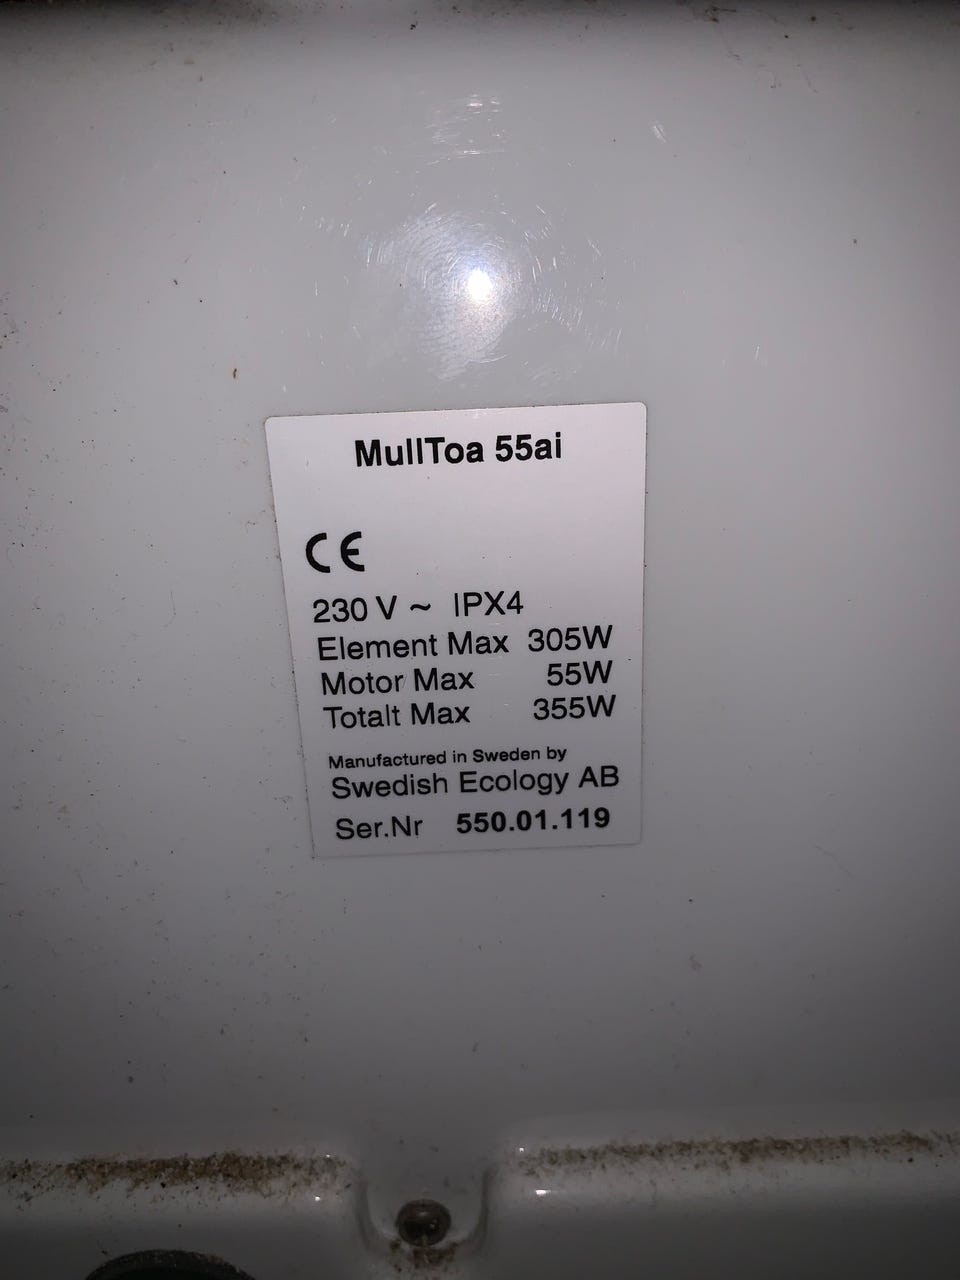 MullToa 55ai
CE
230 V ~ IPX4
Element Max 305W
Motor Max 55W
Totalt Max 355W
Manufactured in Sweden by
Swedish Ecology AB
Ser.Nr 550.01.119